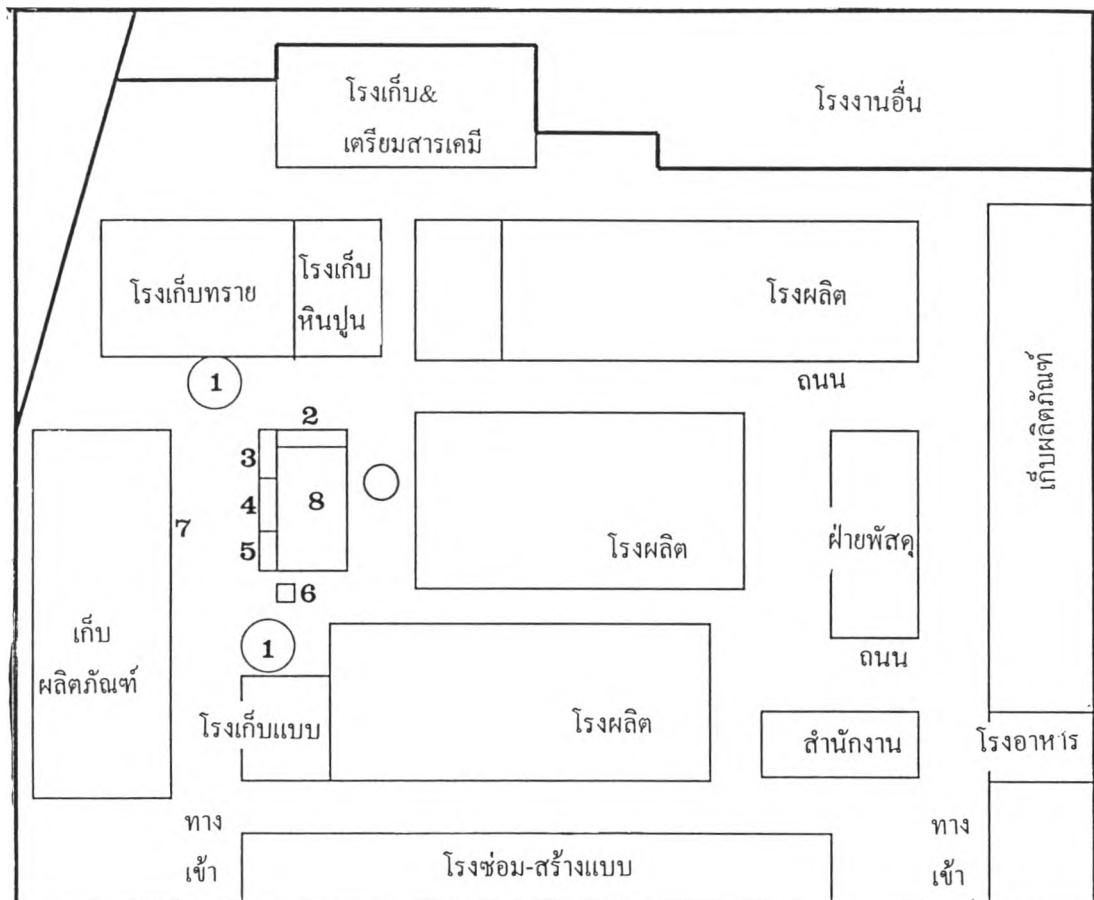 โรงเก็บ&
เตรียมสารเคมี
โรงงานอื่น
โรงเก็บทราย
โรงเก็บ
หินปูน
โรงผลิต
ถนน
เก็บผลิตภัณฑ์
1
2
3
4
5
6
7
8
โรงผลิต
ฝ่ายพัสดุ
ถนน
เก็บ
ผลิตภัณฑ์
1
โรงเก็บแบบ
โรงผลิต
สำนักงาน
โรงอาหาร
ทาง
เข้า
โรงซ่อม-สร้างแบบ
ทาง
เข้า